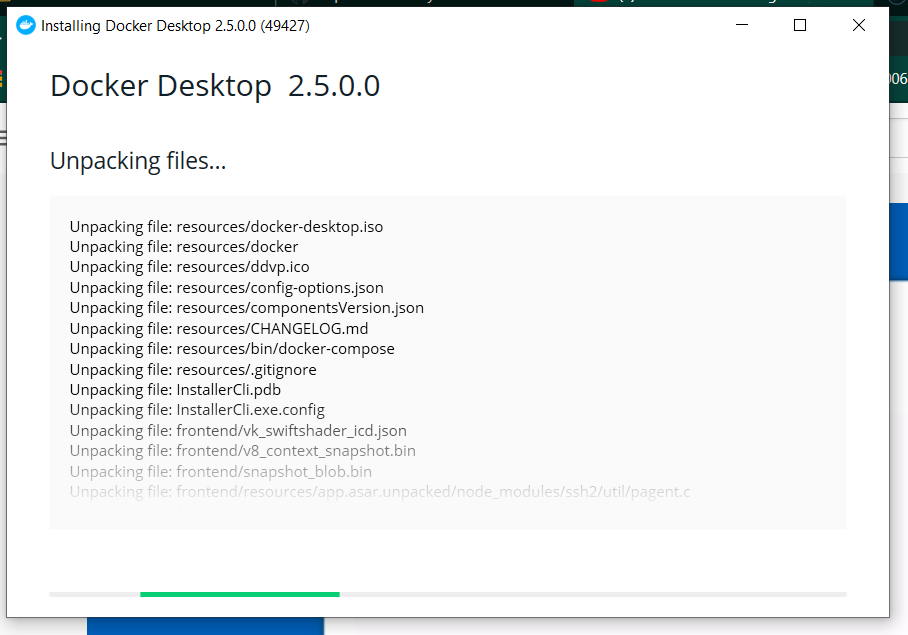 Installing Docker Desktop 2.5.0.0 (49427)
Docker Desktop 2.5.0.0
Unpacking files...
Unpacking file: resources/docker-desktop.iso
Unpacking file: resources/docker
Unpacking file: resources/ddvp.ico
Unpacking file: resources/config-options.json
Unpacking file: resources/componentsVersion.json
Unpacking file: resources/CHANGELOG.md
Unpacking file: resources/bin/docker-compose
Unpacking file: resources/.gitignore
Unpacking file: InstallerCli.pdb
Unpacking file: InstallerCli.exe.config
Unpacking file: frontend/vk_swiftshader_icd.json
Unpacking file: frontend/v8_context_snapshot.bin
Unpacking file: frontend/snapshot_blob.bin
Unpacking file: frontend/resources/app.asar.unpacked/node_modules/ssh2/util/pagent.c